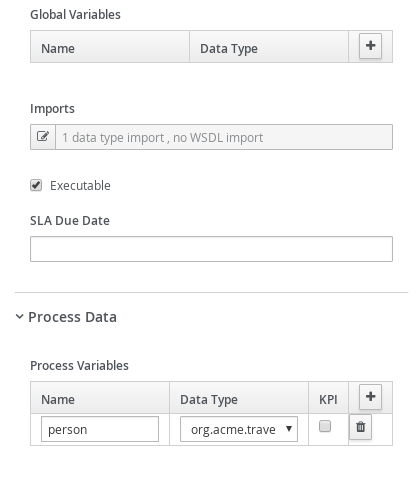 Global Variables
Name Data Type
Imports
1 data type import , no WSDL import
Executable
SLA Due Date
Process Data
Process Variables
Name Data Type KPI
person org.acme.trave